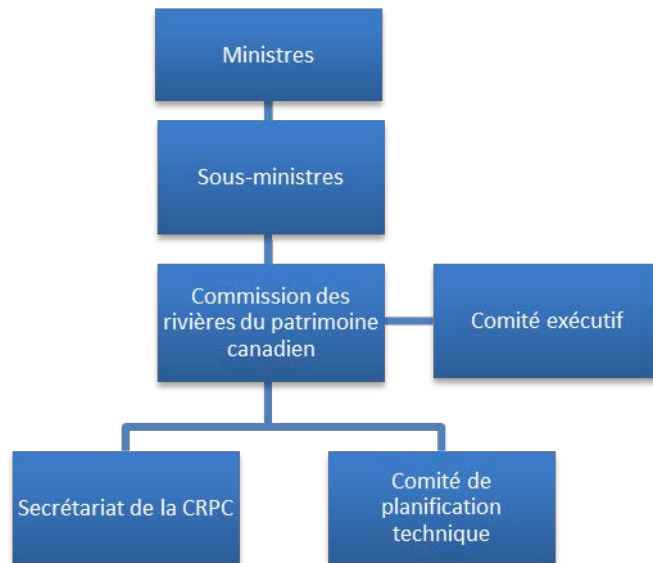 Ministres
Sous-ministres
Commission des
rivières du patrimoine
canadien
Comité exécutif
Secrétariat de la CRPC
Comité de
planification
technique